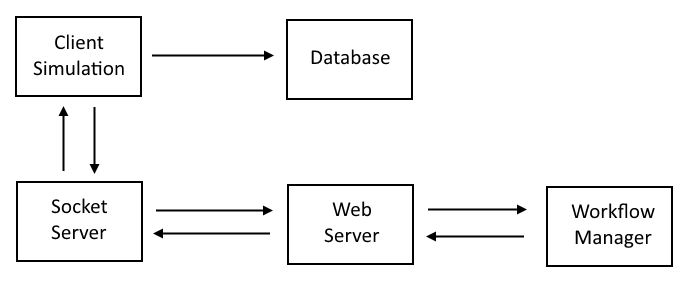 Client
Simulation
Database
Socket
Server
Web
Server
Workflow
Manager